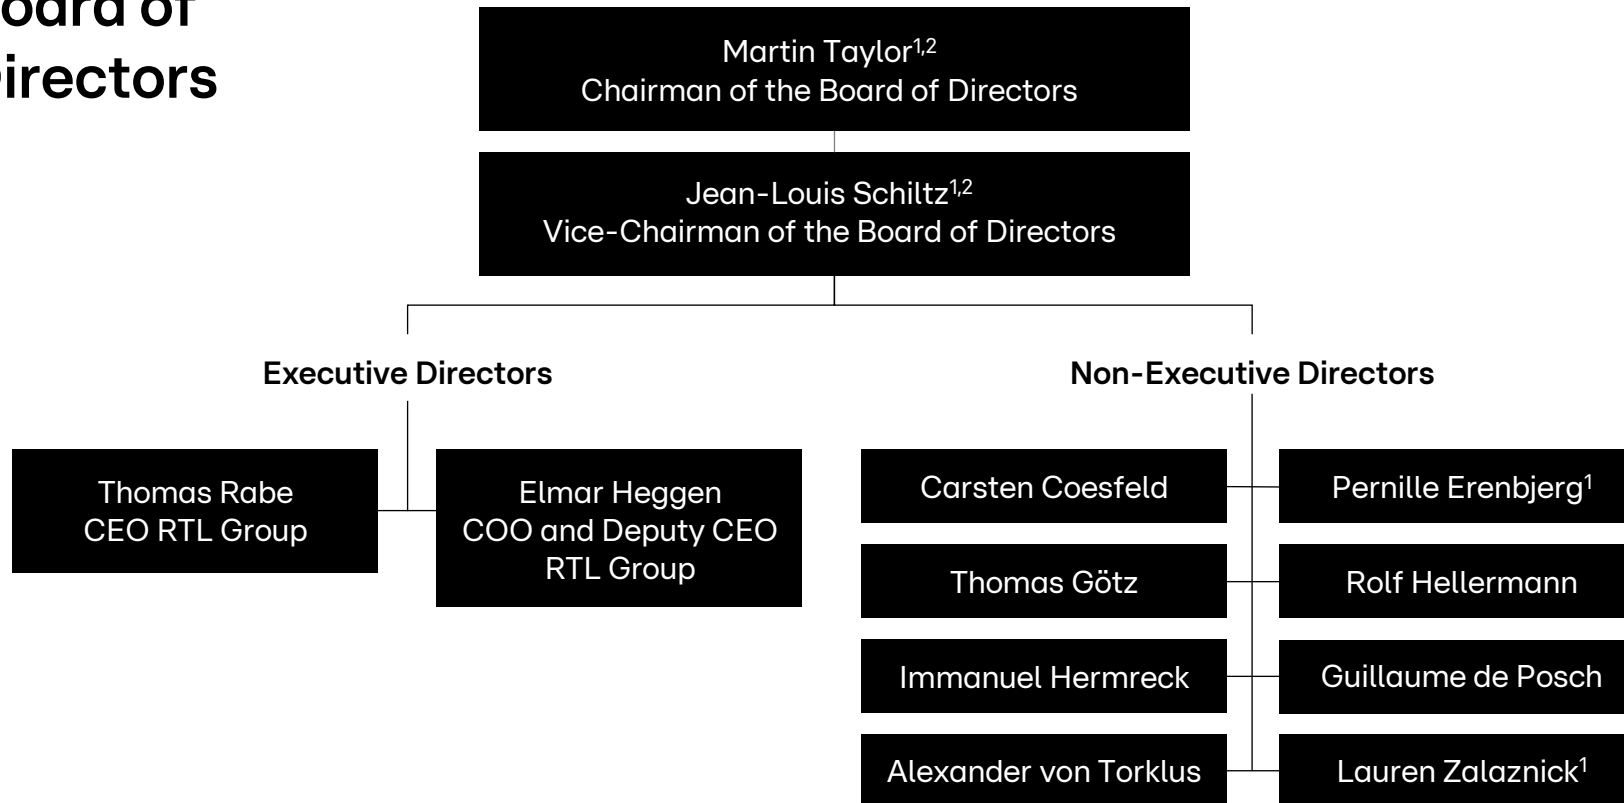 oard of
irectors
Martin Taylor1,2
Chairman of the Board of Directors
Jean-Louis Schiltz1,2
Vice-Chairman of the Board of Directors
Executive Directors
Non-Executive Directors
Thomas Rabe
CEO RTL Group
Elmar Heggen
COO and Deputy CEO
RTL Group
Carsten Coesfeld
Pernille Erenbjerg1
Thomas Götz
Rolf Hellermann
Immanuel Hermreck
Guillaume de Posch
Alexander von Torklus
Lauren Zalaznick1